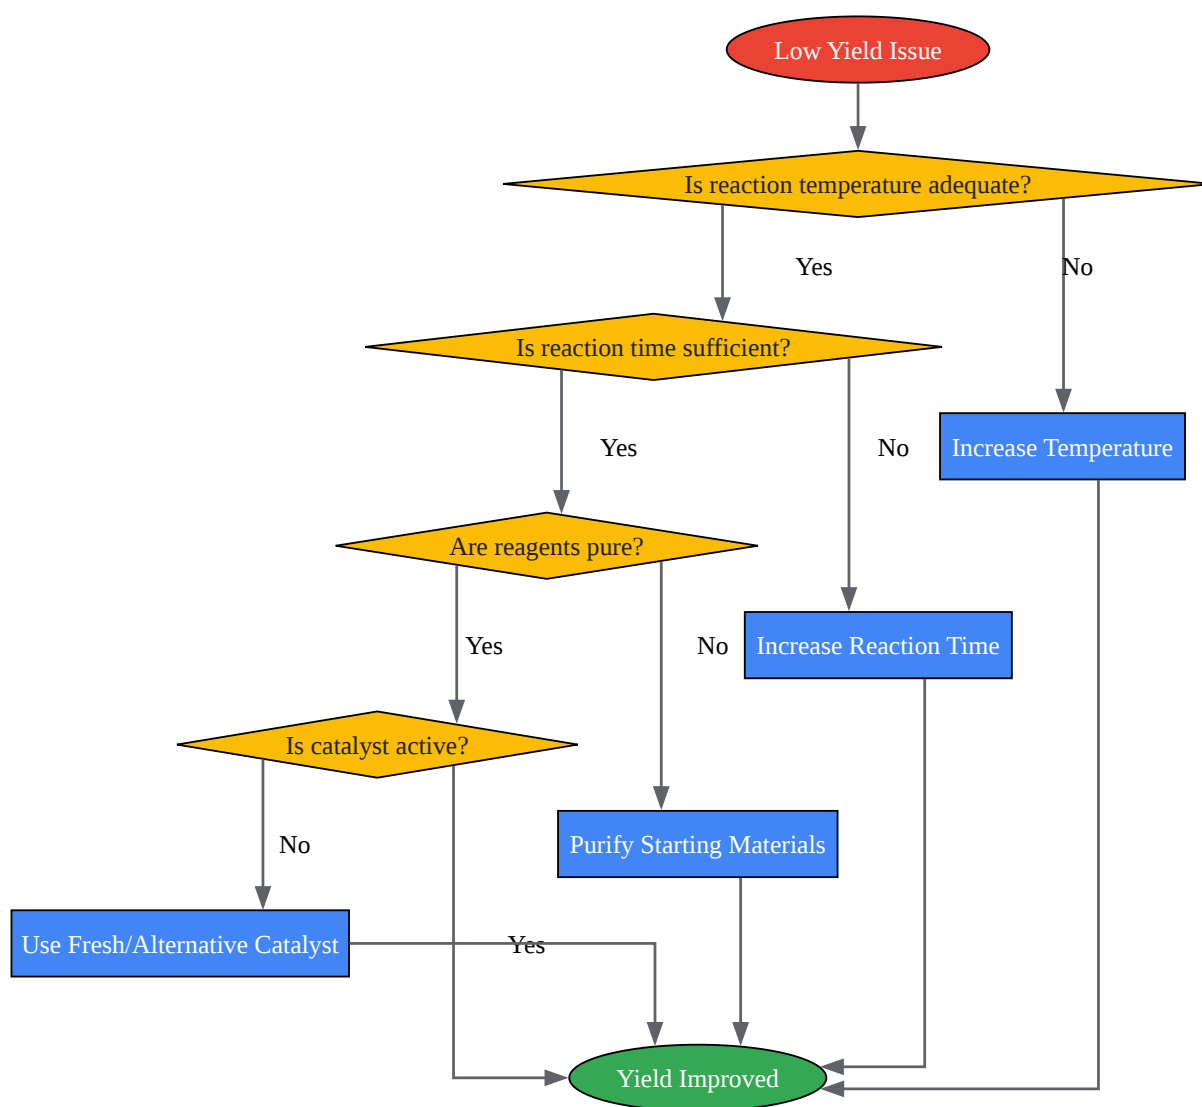 Low Yield Issue
Is reaction temperature adequate?
Yes
No
Is reaction time sufficient?
Yes
No
Increase Temperature
Are reagents pure?
Yes
No
Increase Reaction Time
Is catalyst active?
No
Purify Starting Materials
Use Fresh/Alternative Catalyst
Yes
Yield Improved